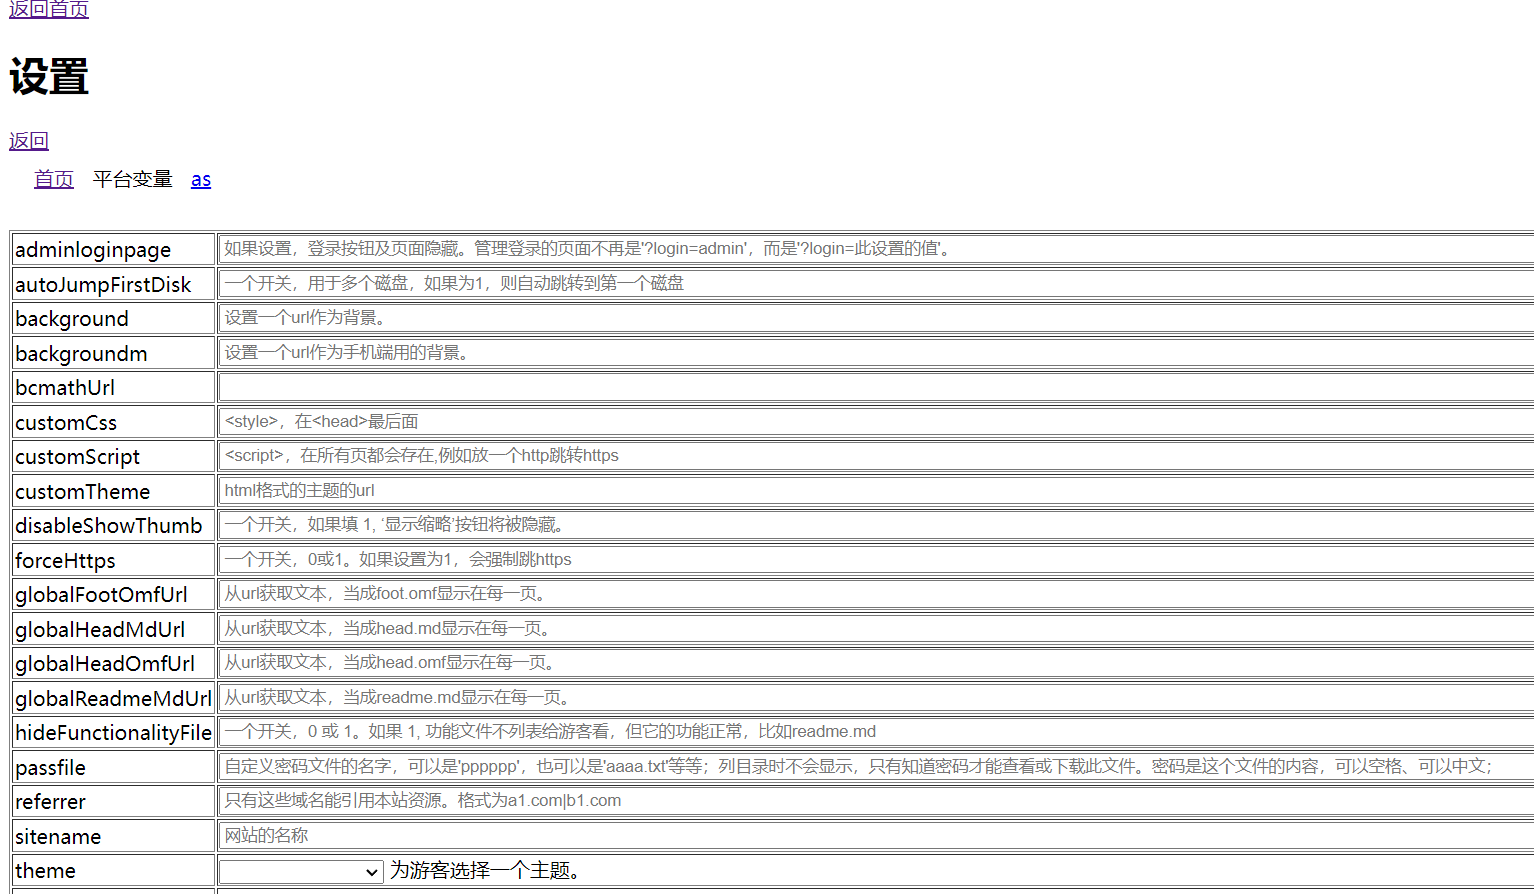 返回首页
设置
返回
首页 平台变量 as
adminloginpage 如果设置，登录按钮及页面隐藏。管理登录的页面不再是'?login=admin'，而是'?login=此设置的值'。
autoJumpFirstDisk 一个开关，用于多个磁盘，如果为1，则自动跳转到第一个磁盘
background 设置一个url作为背景。
backgroundm 设置一个url作为手机端用的背景。
bcmathUrl
customCss <style>，在<head>最后面
customScript <script>，在所有页都会存在,例如放一个http跳转https
customTheme html格式的主题的url
disableShowThumb 一个开关，如果填 1, ‘显示缩略’按钮将被隐藏。
forceHttps 一个开关，0或1。如果设置为1，会强制跳https
globalFootOmfUrl 从url获取文本，当成foot.omf显示在每一页。
globalHeadMdUrl 从url获取文本，当成head.md显示在每一页。
globalHeadOmfUrl 从url获取文本，当成head.omf显示在每一页。
globalReadmeMdUrl 从url获取文本，当成readme.md显示在每一页。
hideFunctionalityFile 一个开关，0 或 1。如果 1, 功能文件不列表给游客看，但它的功能正常，比如readme.md
passfile 自定义密码文件的名字，可以是'pppppp'，也可以是'aaaa.txt'等等；列目录时不会显示，只有知道密码才能查看或下载此文件。密码是这个文件的内容，可以空格、可以中文；
referrer 只有这些域名能引用本站资源。格式为a1.com|b1.com
sitename 网站的名称
theme 为游客选择一个主题。